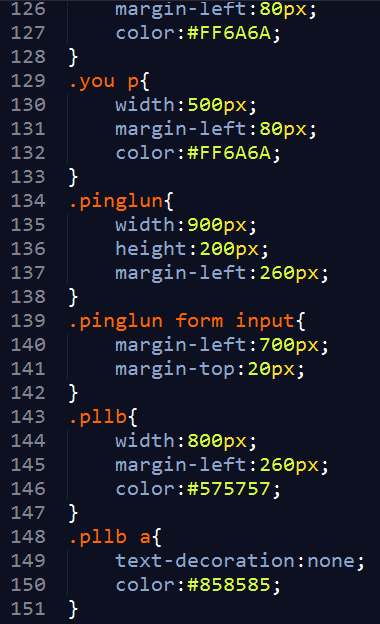 126     margin-left:80px;
127     color:#FF6A6A;
128 }
129 .you p{
130     width:500px;
131     margin-left:80px;
132     color:#FF6A6A;
133 }
134 .pinglun{
135     width:900px;
136     height:200px;
137     margin-left:260px;
138 }
139 .pinglun form input{
140     margin-left:700px;
141     margin-top:20px;
142 }
143 .pllb{
144     width:800px;
145     margin-left:260px;
146     color:#575757;
147 }
148 .pllb a{
149     text-decoration:none;
150     color:#858585;
151 }